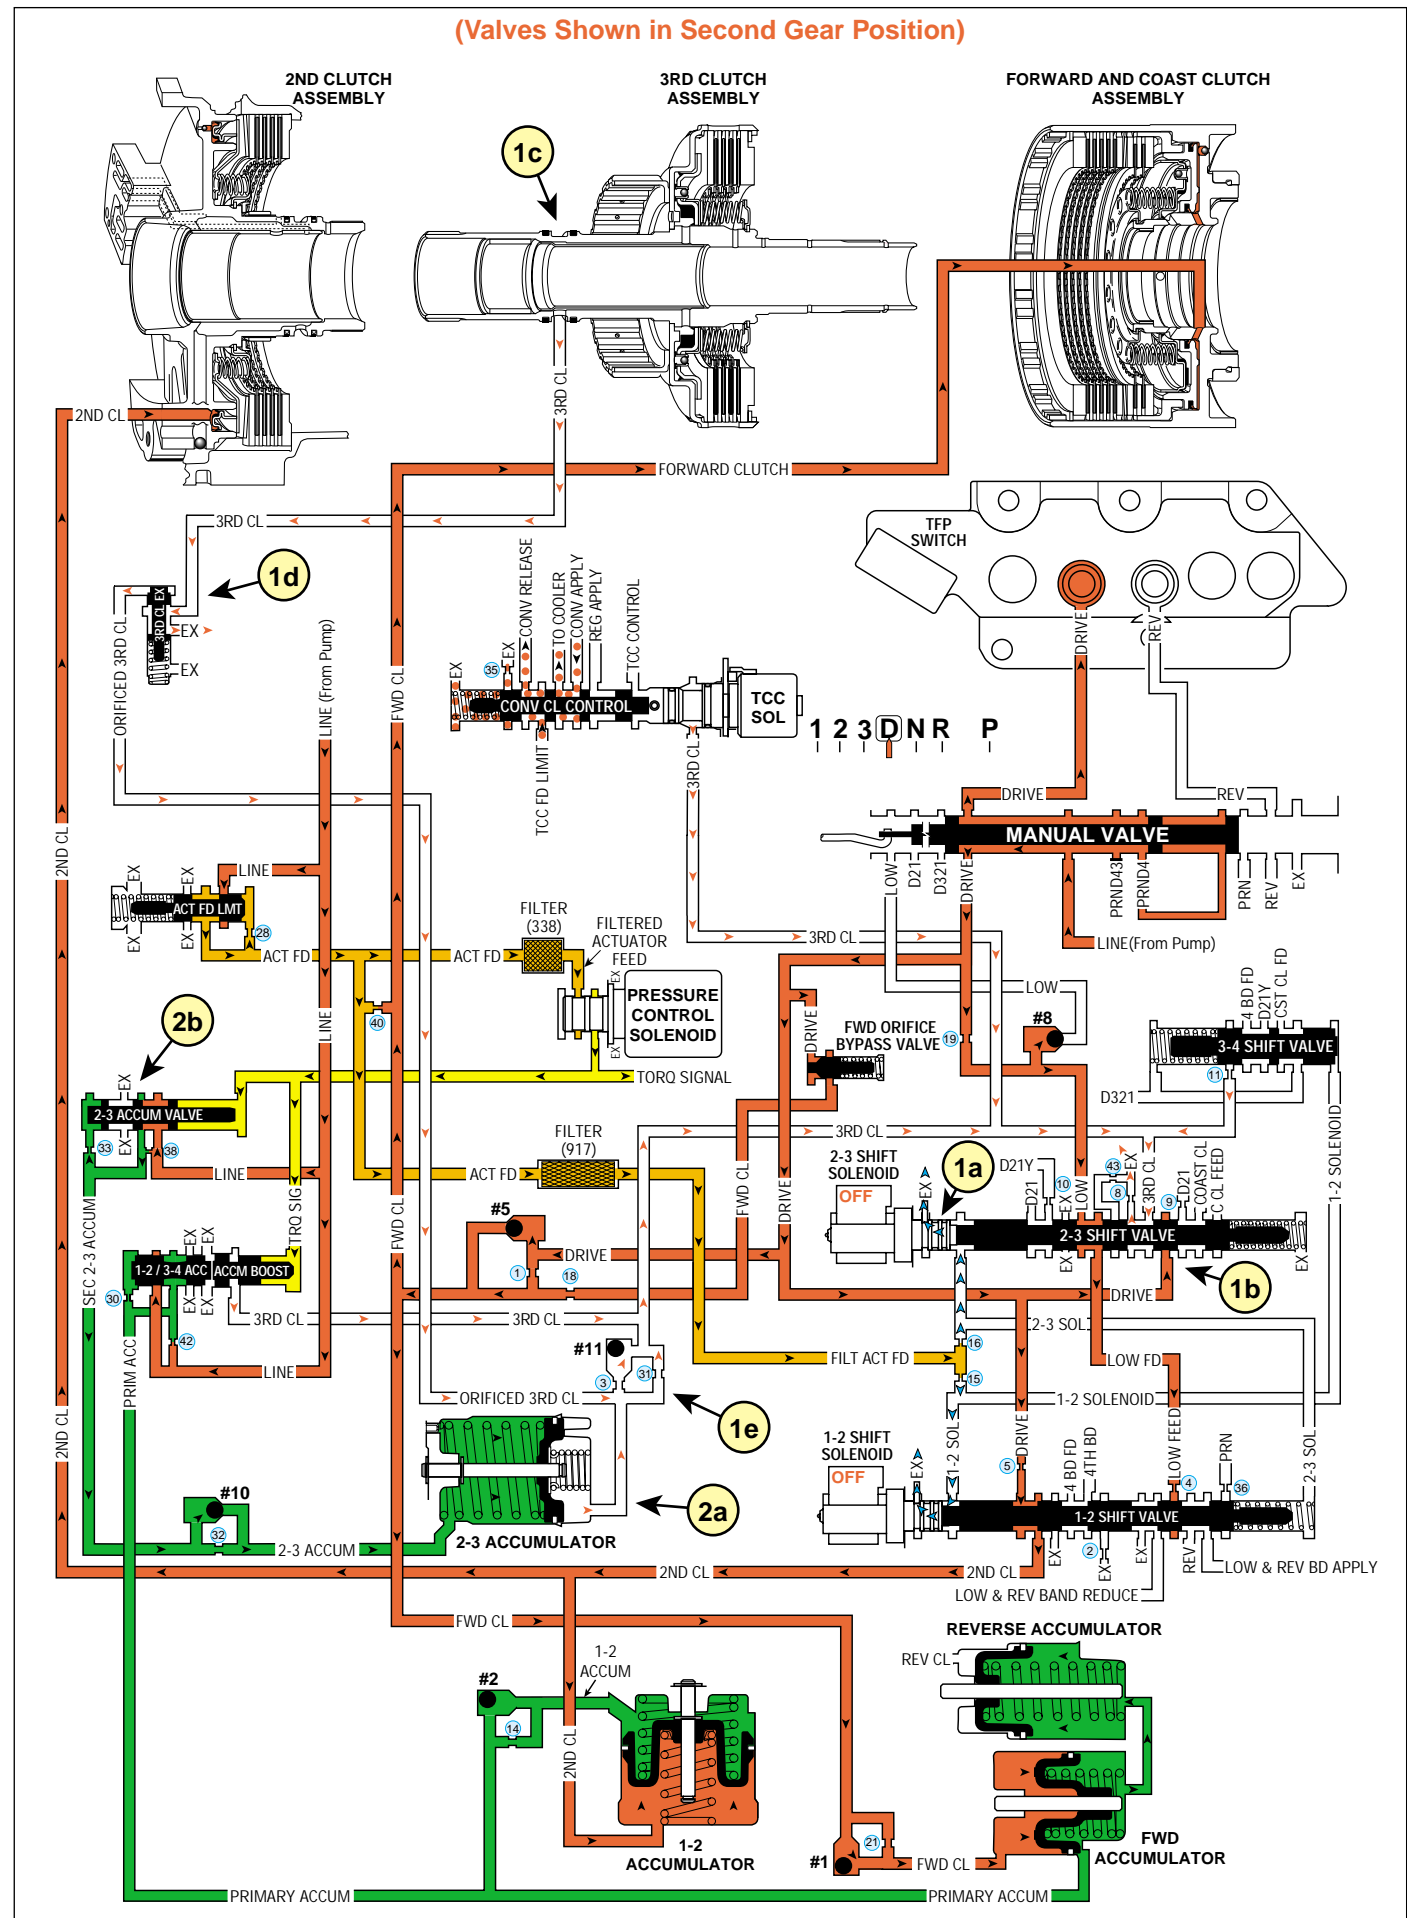 (Valves Shown in Second Gear Position)
2ND CLUTCH
ASSEMBLY
3RD CLUTCH
ASSEMBLY
FORWARD AND COAST CLUTCH
ASSEMBLY
1c
3RD CL
2ND CL
FORWARD CLUTCH
3RD CL
TFP
SWITCH
1d
3RD CL EX
EX
EX
ORIFICED 3RD CL
LINE (From Pump)
FWD CL
EX
35
EX
CONV RELEASE
TO COOLER
CONV APPLY
REG APPLY
TCC CONTROL
CONV CL CONTROL
TCC
SOL
TCC FD LIMIT
3RD CL
DRIVE
REV
1 2 3 D N R P
DRIVE
REV
MANUAL VALVE
LOW
D21
D321
DRIVE
PRND43
PRND4
PRN
REV
EX
LINE(From Pump)
2ND CL
EX
EX
LINE
ACT FD LMT
EX
EX
28
ACT FD
ACT FD
FILTER
(338)
FILTERED
ACTUATOR
FEED
EX
EX
PRESSURE
CONTROL
SOLENOID
40
3RD CL
LOW
#8
19
DRIVE
FWD ORIFICE
BYPASS VALVE
4 BD FD
D21Y
CST CL FD
3-4 SHIFT VALVE
11
D321
1-2 SOLENOID
2b
LINE
TORQ SIGNAL
EX
2-3 ACCUM VALVE
33
EX
38
LINE
FILTER
(917)
ACT FD
3RD CL
2-3 SHIFT
SOLENOID
OFF
EX
1a
D21Y
D21
10
EX
LOW
43
8
EX
3RD CL
9
D21
COAST CL
C CL FEED
2-3 SHIFT VALVE
EX
EX
1b
SEC 2-3 ACCUM
TRQ SIG
FWD CL
FWD CL
DRIVE
#5
DRIVE
1
18
DRIVE
EX
EX
1-2 / 3-4 ACC
ACCM BOOST
30
EX
EX
42
3RD CL
3RD CL
LINE
PRIM ACC
#11
3
31
2-3 SOL
16
FILT ACT FD
15
LOW FD
ORIFICED 3RD CL
1e
1-2 SOLENOID
1-2 SHIFT
SOLENOID
OFF
EX
1-2 SOL
5
DRIVE
4 BD FD
4TH BD
LOW FEED
4
PRN
36
2-3 SOL
1-2 SHIFT VALVE
EX
2
EX
EX
REV
LOW & REV BD APPLY
LOW & REV BAND REDUCE
2a
2-3 ACCUMULATOR
2ND CL
#10
32
2-3 ACCUM
2ND CL
2ND CL
FWD CL
REVERSE ACCUMULATOR
REV CL
1-2
ACCUM
#2
14
2ND CL
1-2
ACCUMULATOR
#1
21
FWD CL
FWD
ACCUMULATOR
PRIMARY ACCUM
PRIMARY ACCUM